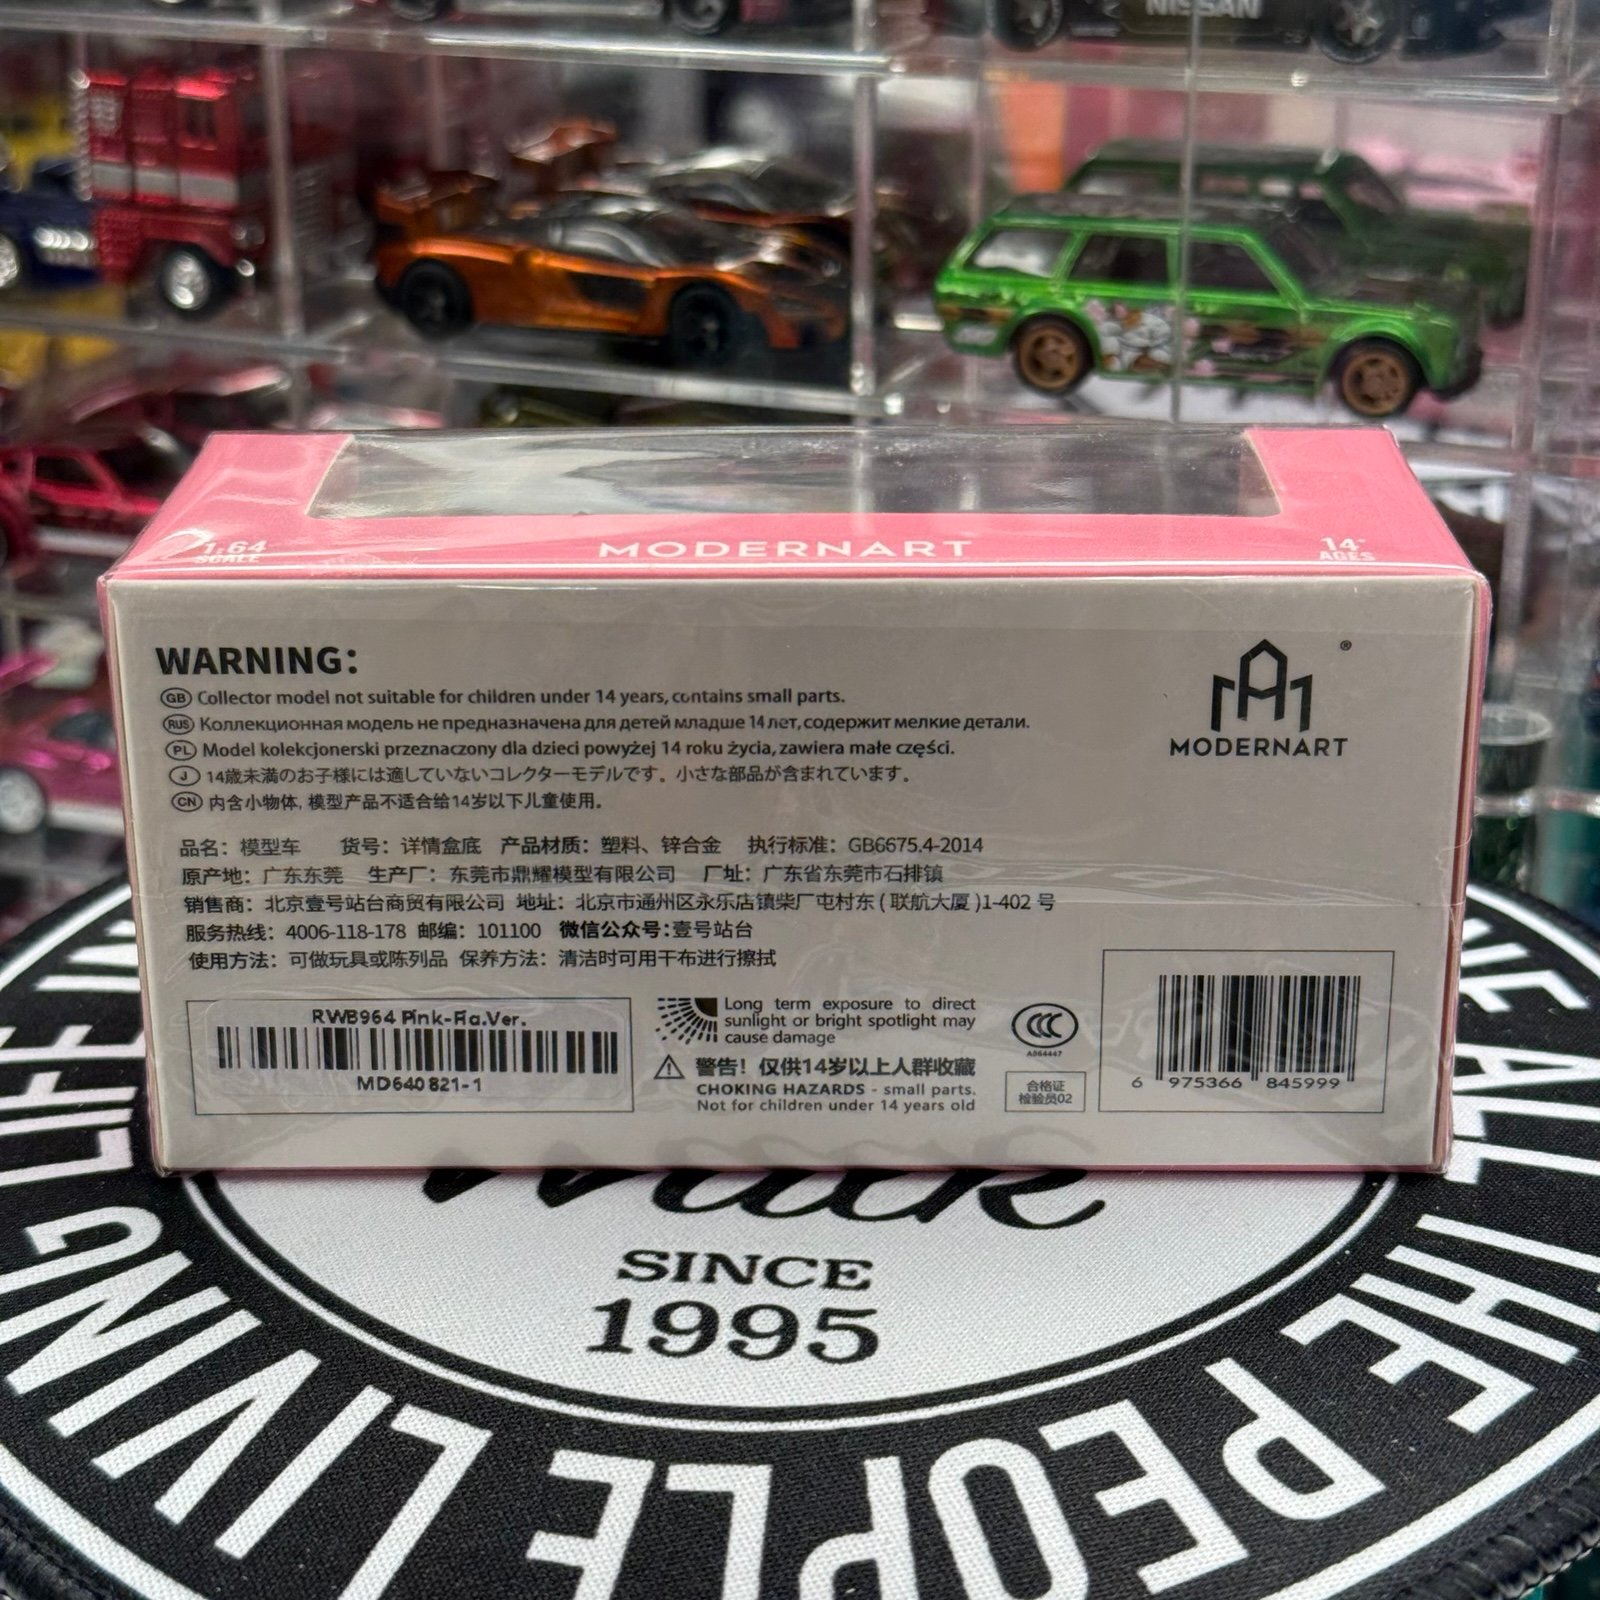 NISSAN
1:64
SCALE
MODERNART
14+
AGES
WARNING:
GB Collector model not suitable for children under 14 years, contains small parts.
RUS Коллекционная модель не предназначена для детей младше 14 лет, содержит мелкие детали.
PL Model kolekcjonerski przeznaczony dla dzieci powyżej 14 roku życia, zawiera małe części.
J 14歳未満のお子様には適していないコレクターモデルです。小さな部品が含まれています。
CN 内含小物体, 模型产品不适合给14岁以下儿童使用。
MODERNART ®
品名：模型车 货号：详情盒底 产品材质：塑料、锌合金 执行标准：GB6675.4-2014
原产地：广东东莞 生产厂：东莞市鼎耀模型有限公司 厂址：广东省东莞市石排镇
销售商：北京壹号站台商贸有限公司 地址：北京市通州区永乐店镇柴厂屯村东 ( 联航大厦 )1-402 号
服务热线：4006-118-178 邮编：101100 微信公众号：壹号站台
使用方法：可做玩具或陈列品 保养方法：清洁时可用干布进行擦拭
RWB964 Pink-Fia.Ver.
MD640821-1
Long term exposure to direct
sunlight or bright spotlight may
cause damage
警告！仅供14岁以上人群收藏
CHOKING HAZARDS - small parts.
Not for children under 14 years old
CCC
A064447
合格证
检验员02
6 975366 845999
SINCE
1995
THE PEOPLE LIVING LIFE